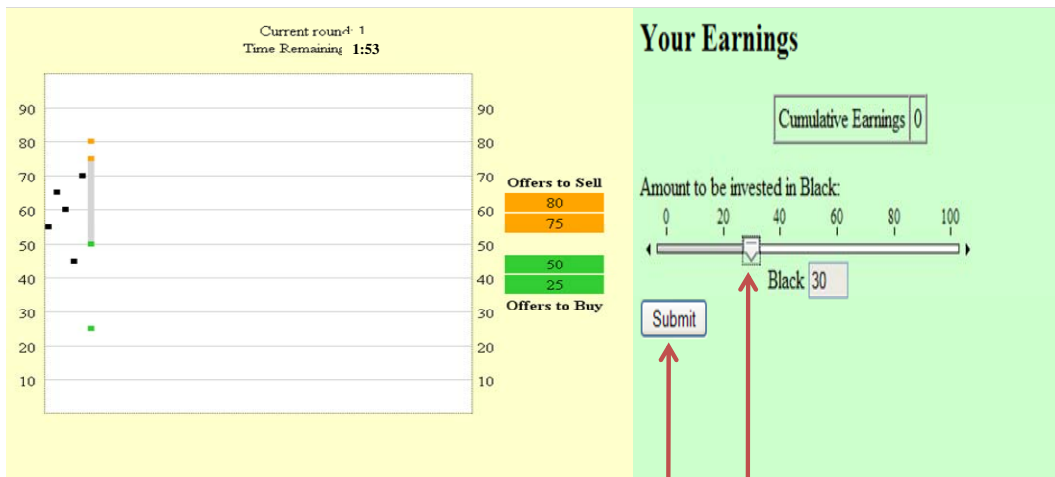 Current round: 1
Time Remaining 1:53
90
80
70
60
50
40
30
20
10
90
80
70
60
50
40
30
20
10
Offers to Sell
80
75
50
25
Offers to Buy
Your Earnings
Cumulative Earnings 0
Amount to be invested in Black:
0 20 40 60 80 100
Black 30
Submit